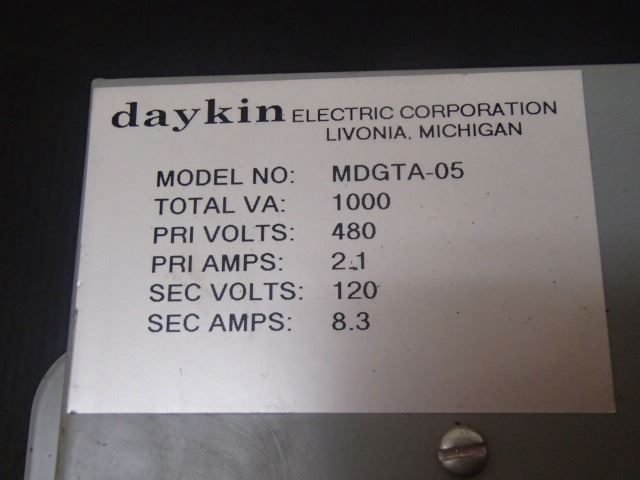 daykin ELECTRIC CORPORATION
LIVONIA, MICHIGAN
MODEL NO: MDGTA-05
TOTAL VA: 1000
PRI VOLTS: 480
PRI AMPS: 2.1
SEC VOLTS: 120
SEC AMPS: 8.3